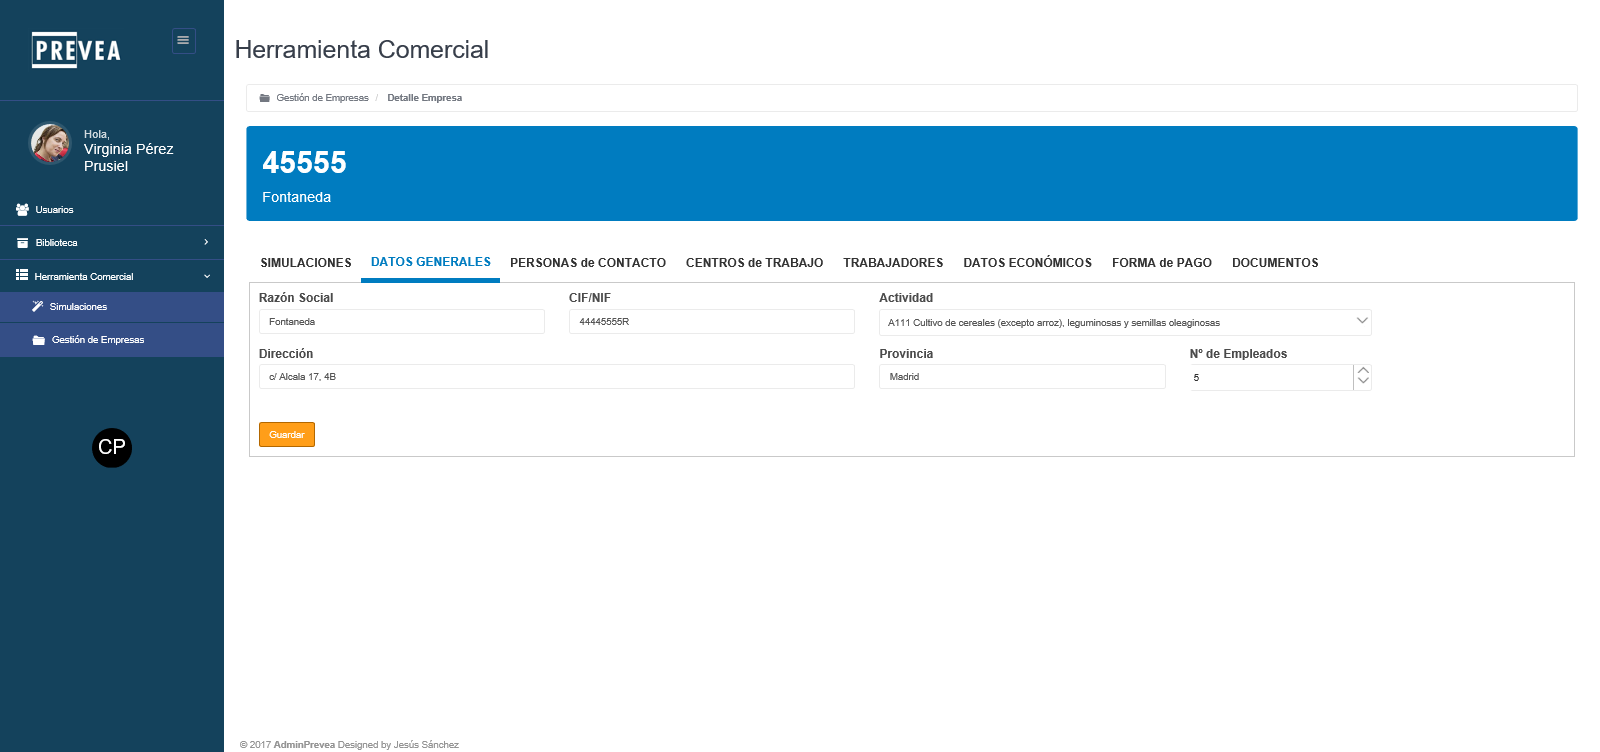 PREVEA
Herramienta Comercial
Gestión de Empresas / Detalle Empresa
Hola,
Virginia Pérez
Prusiel
45555
Fontaneda
Usuarios
Biblioteca
Herramienta Comercial
Simulaciones
Gestión de Empresas
CP
SIMULACIONES DATOS GENERALES PERSONAS de CONTACTO CENTROS de TRABAJO TRABAJADORES DATOS ECONÓMICOS FORMA de PAGO DOCUMENTOS
Razón Social CIF/NIF Actividad
Fontaneda 44445555R A111 Cultivo de cereales (excepto arroz), leguminosas y semillas oleaginosas
Dirección Provincia Nº de Empleados
c/ Alcala 17, 4B Madrid 5
Guardar
© 2017 AdminPrevea Designed by Jesús Sánchez